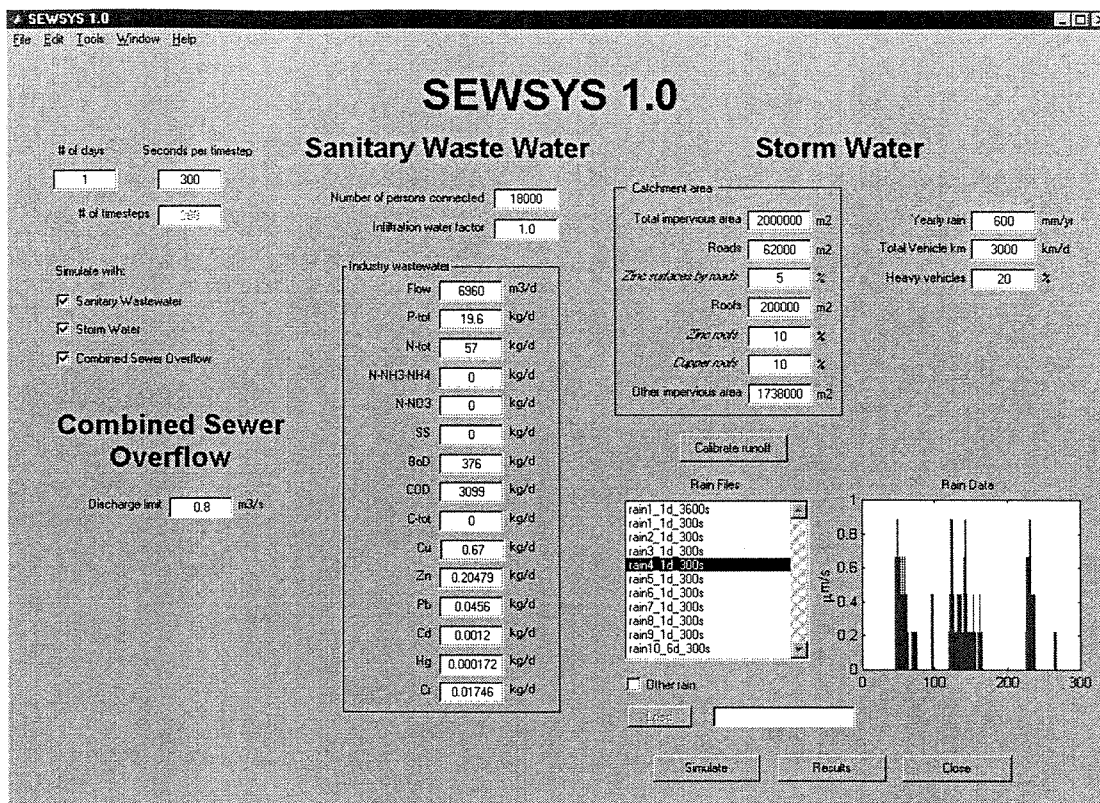 SEWSYS 1.0
File Edit Tools Window Help
SEWSYS 1.0
# of days Seconds per timestep
1 300
# of timesteps
Simulate with:
Sanitary Wastewater
Storm Water
Combined Sewer Overflow
Combined Sewer
Overflow
Discharge limit 0.8 m3/s
Sanitary Waste Water
Number of persons connected 18000
Infiltration water factor 1.0
Industry wastewater
Flow 6960 m3/d
P-tot 19.6 kg/d
N-tot 57 kg/d
N-NH3-NH4 0 kg/d
N-NO3 0 kg/d
SS 0 kg/d
BoD 376 kg/d
COD 3099 kg/d
C-tot 0 kg/d
Cu 0.67 kg/d
Zn 0.20479 kg/d
Pb 0.0456 kg/d
Cd 0.0012 kg/d
Hg 0.000172 kg/d
Cr 0.01746 kg/d
Storm Water
Catchment area
Total impervious area 2000000 m2
Roads 62000 m2
Zinc surfaces by roads 5 %
Roofs 200000 m2
Zinc roofs 10 %
Copper roofs 10 %
Other impervious area 1738000 m2
Yearly rain 600 mm/yr
Total Vehicle km 3000 km/d
Heavy vehicles 20 %
Calibrate runoff
Rain Files
rain1_1d_3600s
rain1_1d_300s
rain2_1d_300s
rain3_1d_300s
rain4_1d_300s
rain5_1d_300s
rain6_1d_300s
rain7_1d_300s
rain8_1d_300s
rain9_1d_300s
rain10_6d_300s
Other rain
Rain Data
1
0.8
0.6
0.4
0.2
0
µm/s
0 100 200 300
Simulate Results Close